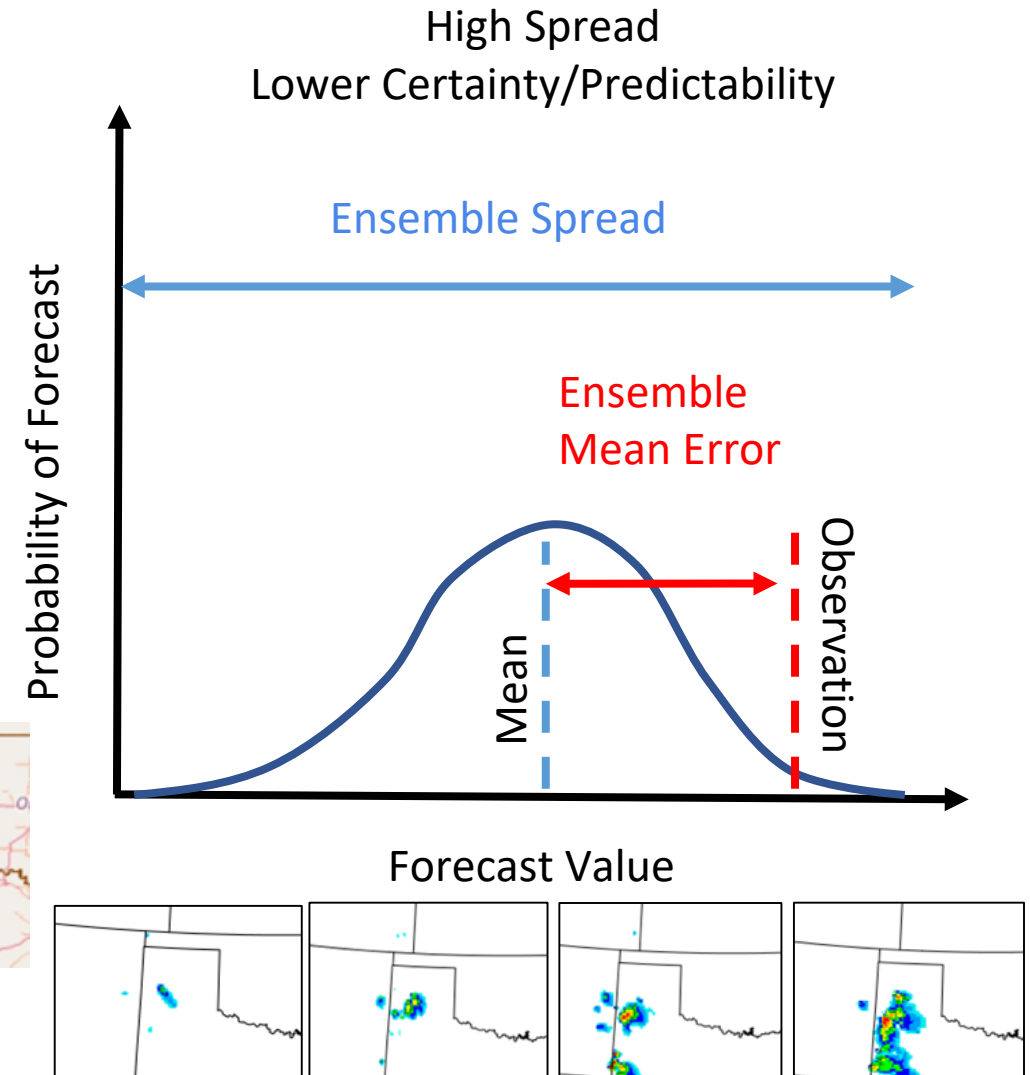 High Spread
Lower Certainty/Predictability
Ensemble Spread
Probability of Forecast
Ensemble
Mean Error
Mean
Observation
Forecast Value